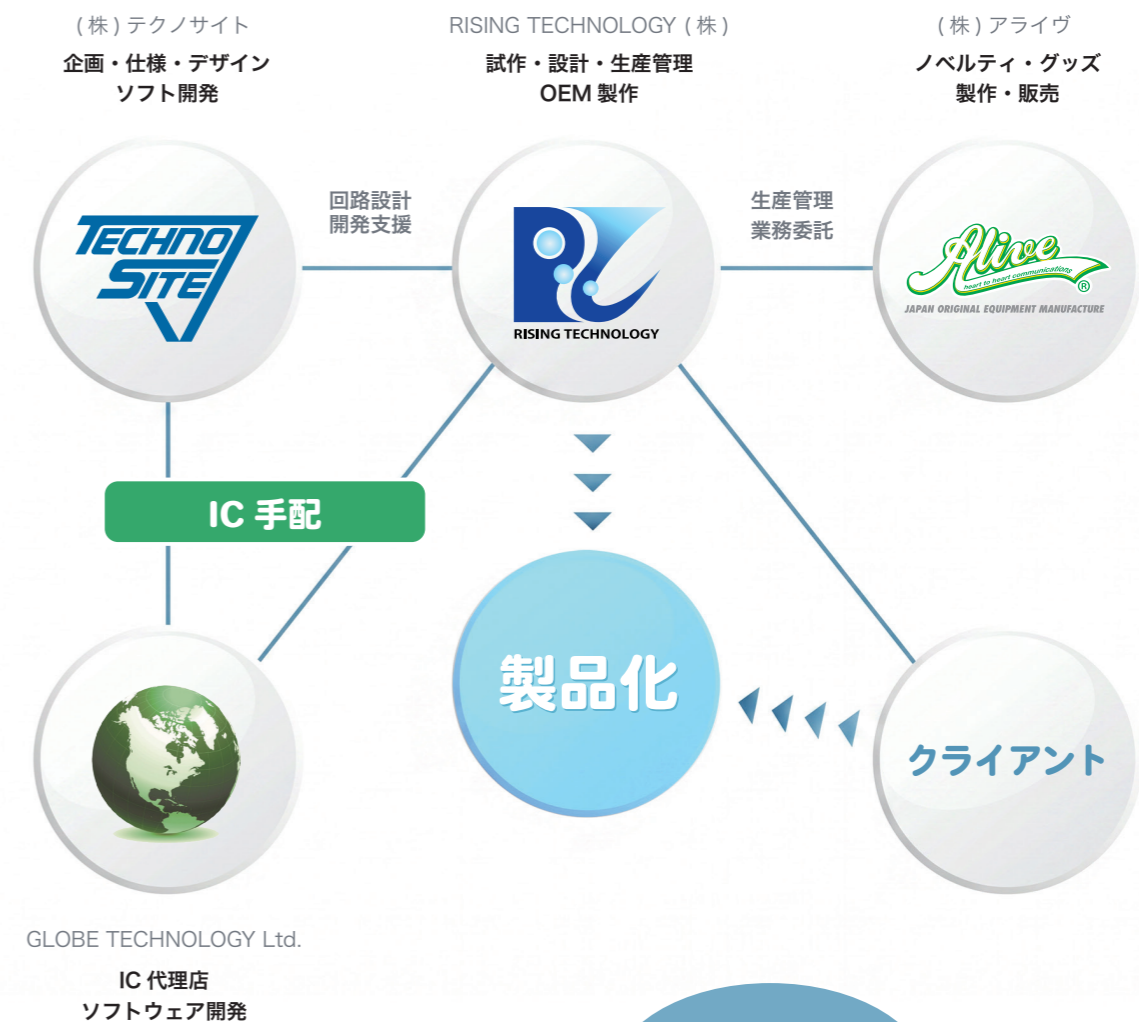 (株)テクノサイト
企画・仕様・デザイン
ソフト開発
RISING TECHNOLOGY (株)
試作・設計・生産管理
OEM 製作
(株)アライヴ
ノベルティ・グッズ
製作・販売
TECHNO
SITE
回路設計
開発支援
RISING TECHNOLOGY
生産管理
業務委託
Alive
heart to heart communications
®
JAPAN ORIGINAL EQUIPMENT MANUFACTURE
IC 手配
製品化
クライアント
GLOBE TECHNOLOGY Ltd.
IC 代理店
ソフトウェア開発